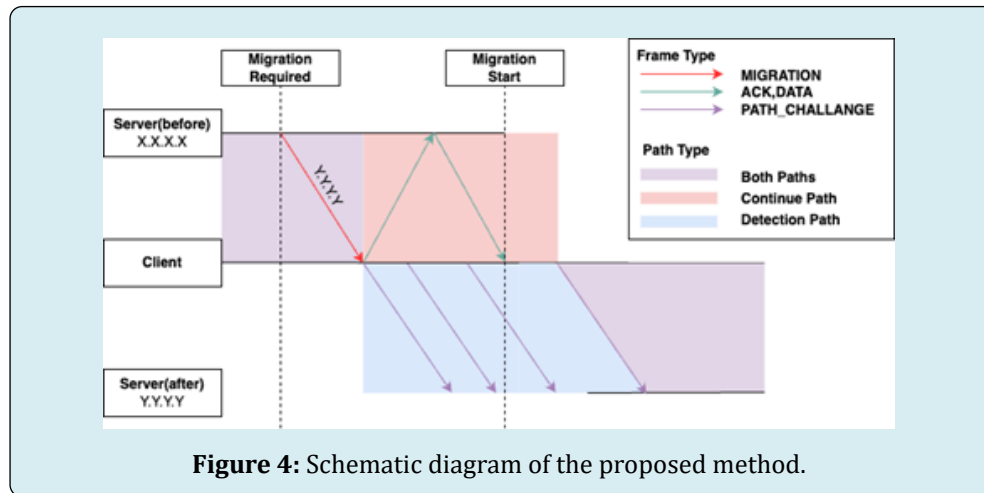 Migration
Required
Migration
Start
Frame Type
MIGRATION
ACK,DATA
PATH_CHALLANGE
Server(before)
X.X.X.X
Y.Y.Y.Y
Path Type
Both Paths
Continue Path
Detection Path
Client
Server(after)
Y.Y.Y.Y
Figure 4: Schematic diagram of the proposed method.